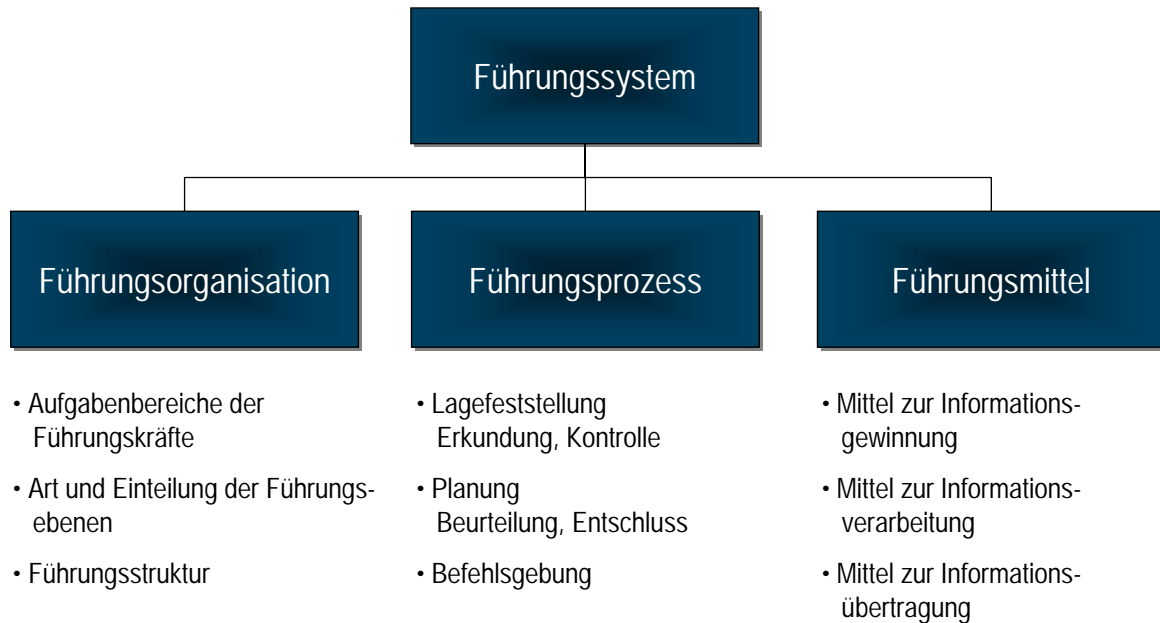 Führungssystem
Führungsorganisation
Führungsprozess
Führungsmittel
• Aufgabenbereiche der
Führungskräfte
• Art und Einteilung der Führungs-
ebenen
• Führungsstruktur
• Lagefeststellung
Erkundung, Kontrolle
• Planung
Beurteilung, Entschluss
• Befehlsgebung
• Mittel zur Informations-
gewinnung
• Mittel zur Informations-
verarbeitung
• Mittel zur Informations-
übertragung